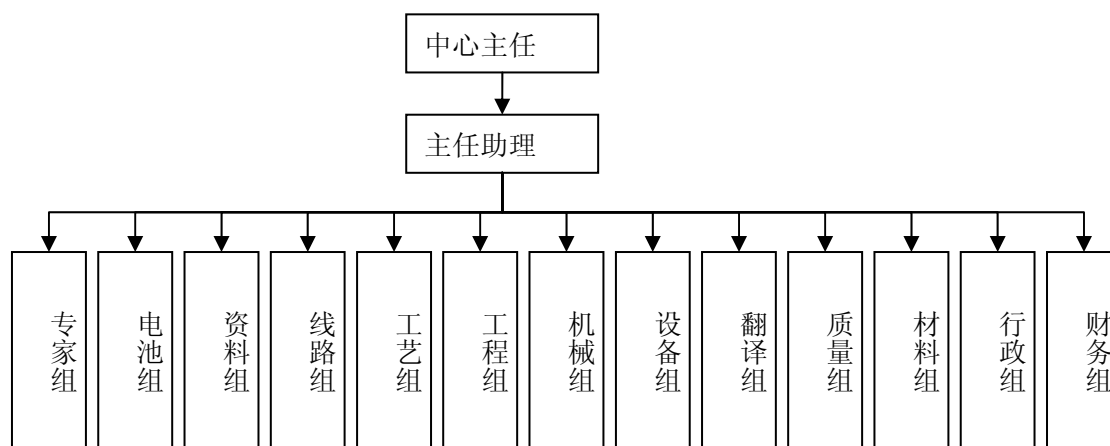 中心主任
主任助理
专家组
电池组
资料组
线路组
工艺组
工程组
机械组
设备组
翻译组
质量组
材料组
行政组
财务组